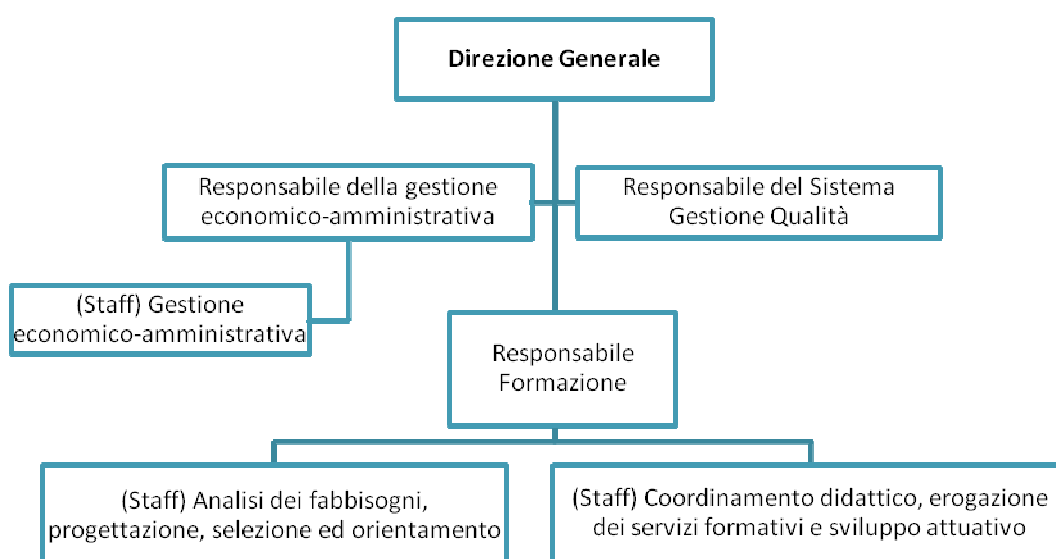 Direzione Generale
Responsabile della gestione
economico-amministrativa
Responsabile del Sistema
Gestione Qualità
(Staff) Gestione
economico-amministrativa
Responsabile
Formazione
(Staff) Analisi dei fabbisogni,
progettazione, selezione ed orientamento
(Staff) Coordinamento didattico, erogazione
dei servizi formativi e sviluppo attuativo